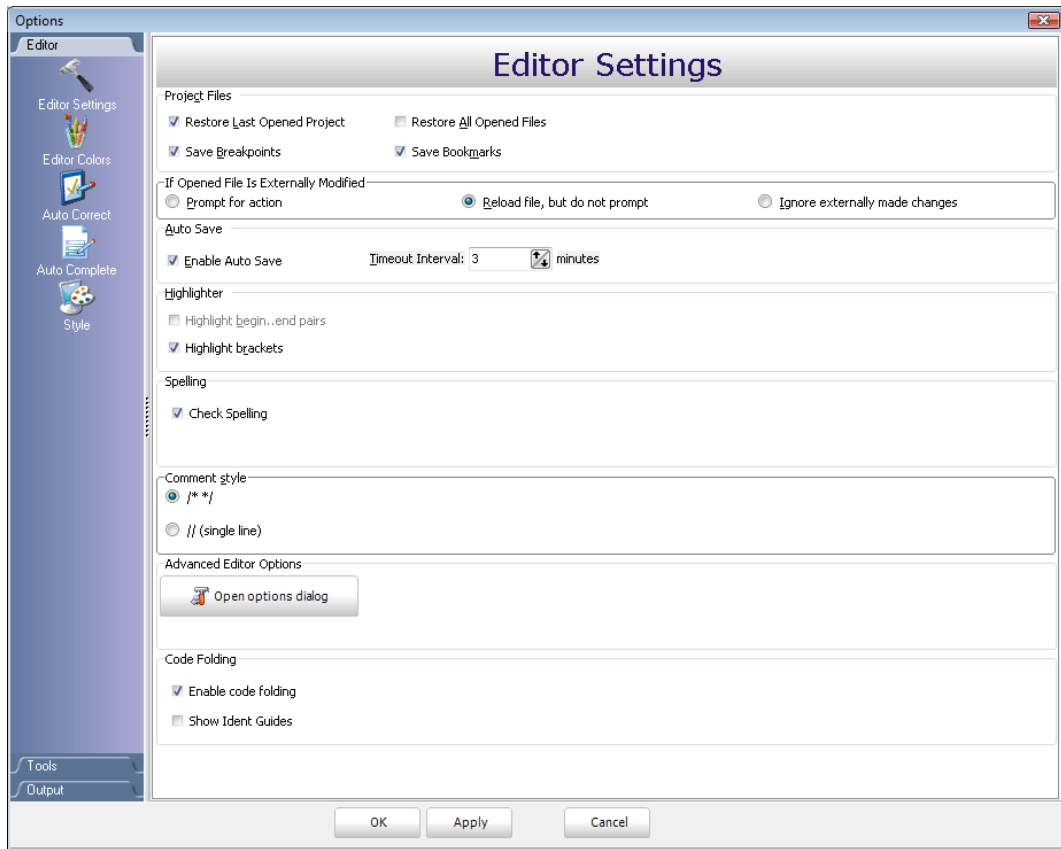 Options
Editor
Editor Settings
Editor Colors
Auto Correct
Auto Complete
Style
Tools
Output
Editor Settings
Project Files
Restore Last Opened Project Restore All Opened Files
Save Breakpoints Save Bookmarks
If Opened File Is Externally Modified
Prompt for action Reload file, but do not prompt Ignore externally made changes
Auto Save
Enable Auto Save Timeout Interval: 3 minutes
Highlighter
Highlight begin..end pairs
Highlight brackets
Spelling
Check Spelling
Comment style
/* */
// (single line)
Advanced Editor Options
Open options dialog
Code Folding
Enable code folding
Show Ident Guides
OK Apply Cancel